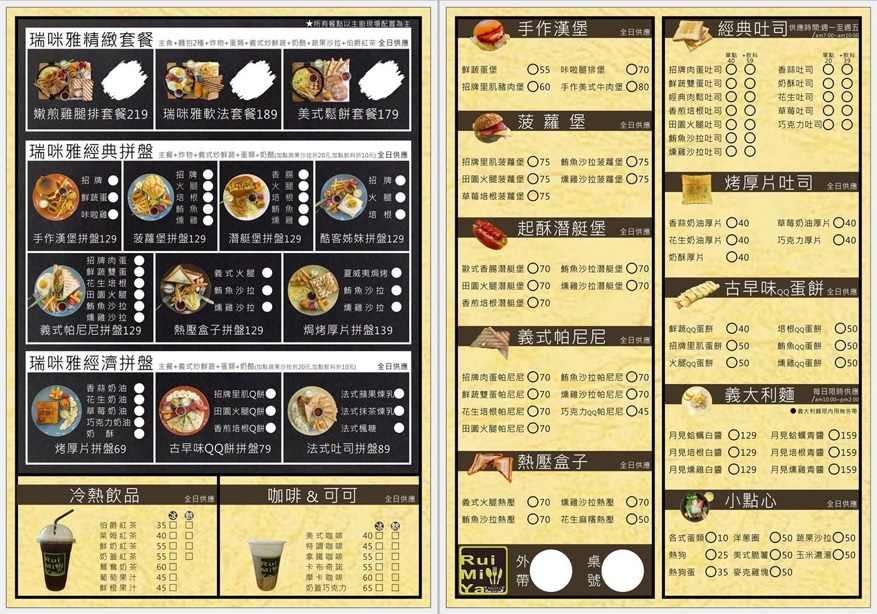 ★所有餐點以主廚現場配置為主
瑞咪雅精緻套餐 主食+麵包2種+炸物+蛋類+義式炒鮮蔬+奶酪+蔬果沙拉+伯爵紅茶 全日供應
嫩煎雞腿排套餐219
瑞咪雅軟法套餐189
美式鬆餅套餐179
瑞咪雅經典拼盤 主餐+炸物+義式炒鮮蔬+蛋類+奶酪(加點蔬果沙拉折20元,加點飲料折10元) 全日供應
招牌
鮮蔬蛋
咔啦雞
手作漢堡拼盤129
招牌
火腿
培根
鮪魚
燻雞
菠蘿堡拼盤129
香腸
火腿
培根
鮪魚
燻雞
潛艇堡拼盤129
招牌
火腿
培根
酷客姊妹拼盤129
招牌肉蛋
鮮蔬雙蛋
花生培根
田園火腿
鮪魚沙拉
燻雞沙拉
義式帕尼尼拼盤129
義式火腿
鮪魚沙拉
燻雞沙拉
熱壓盒子拼盤129
夏威夷焗烤
鮪魚沙拉
燻雞沙拉
焗烤厚片拼盤139
瑞咪雅經濟拼盤 主餐+義式炒鮮蔬+蛋類+奶酪(加點蔬果沙拉折20元,加點飲料折10元) 全日供應
香蒜奶油
花生奶油
草莓奶油
巧克力奶油
奶酥
烤厚片拼盤69
招牌里肌Q餅
田園火腿Q餅
香煎培根Q餅
古早味QQ餅拼盤79
法式蘋果煉乳
法式抹茶煉乳
法式楓糖
法式吐司拼盤89
冷熱飲品 全日供應
冰 熱
伯爵紅茶 35
萊姆紅茶 40
鮮奶紅茶 55
奶蓋紅茶 55
鴛鴦奶茶 60
葡萄果汁 45
鮮橙果汁 45
咖啡&可可 全日供應
冰 熱
美式咖啡 40
特調咖啡 45
拿鐵咖啡 55
卡布奇諾 55
摩卡咖啡 60
奶蓋巧克力 65
手作漢堡 全日供應
鮮蔬蛋堡 55 咔啦雞腿堡 70
招牌里肌豬肉堡 60 手作美式牛肉堡 80
菠蘿堡 全日供應
招牌里肌菠蘿堡 75 鮪魚沙拉菠蘿堡 75
田園火腿菠蘿堡 75 燻雞沙拉菠蘿堡 75
草莓培根菠蘿堡 75
起酥潛艇堡 全日供應
歐式香腸潛艇堡 70 鮪魚沙拉潛艇堡 70
田園火腿潛艇堡 70 燻雞沙拉潛艇堡 70
香煎培根潛艇堡 70
義式帕尼尼 全日供應
招牌肉蛋帕尼尼 70 鮪魚沙拉帕尼尼 70
鮮蔬雙蛋帕尼尼 70 燻雞沙拉帕尼尼 70
花生培根帕尼尼 70 巧克力QQ帕尼尼 45
田園火腿帕尼尼 70
熱壓盒子 全日供應
義式火腿熱壓 70 燻雞沙拉熱壓 70
鮪魚沙拉熱壓 70 花生麻糬熱壓 50
Rui Mi Ya
外帶
桌號
經典吐司 供應時間:週一至週五/am7:00~am10:00
單點40 +飲料59 單點20 +飲料39
招牌肉蛋吐司 香蒜吐司
鮮蔬雙蛋吐司 奶酥吐司
經典肉鬆吐司 花生吐司
香煎培根吐司 草莓吐司
田園火腿吐司 巧克力吐司
鮪魚沙拉吐司
燻雞沙拉吐司
烤厚片吐司 全日供應
香蒜奶油厚片 40 草莓奶油厚片 40
花生奶油厚片 40 巧克力厚片 40
奶酥厚片 40
古早味QQ蛋餅 全日供應
鮮蔬QQ蛋餅 40 培根QQ蛋餅 50
招牌里肌蛋餅 50 鮪魚QQ蛋餅 50
火腿QQ蛋餅 50 燻雞QQ蛋餅 50
義大利麵 每日限時供應/am10:00~pm2:00
●義大利麵限內用無外帶
月見蛤蠣白醬 129 月見蛤蠣青醬 159
月見培根白醬 129 月見培根青醬 159
月見燻雞白醬 129 月見燻雞青醬 159
小點心 全日供應
各式蛋類 10 洋蔥圈 50 蔬果沙拉 50
熱狗 25 美式脆薯 50 玉米濃湯 50
熱狗蛋 35 麥克雞塊 50